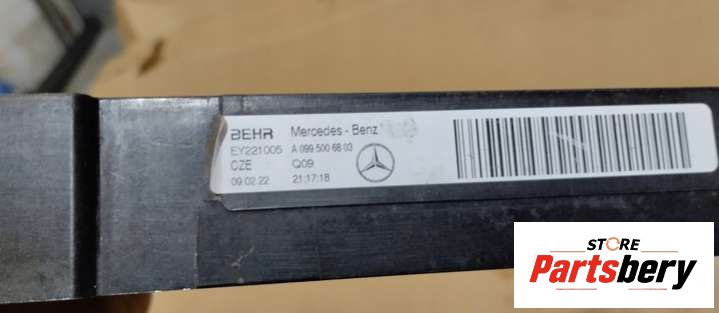 BEHR Mercedes-Benz
EY221005 A 099 500 68 03
CZE Q09
09.02.22 21:17:18
STORE
Partsbery